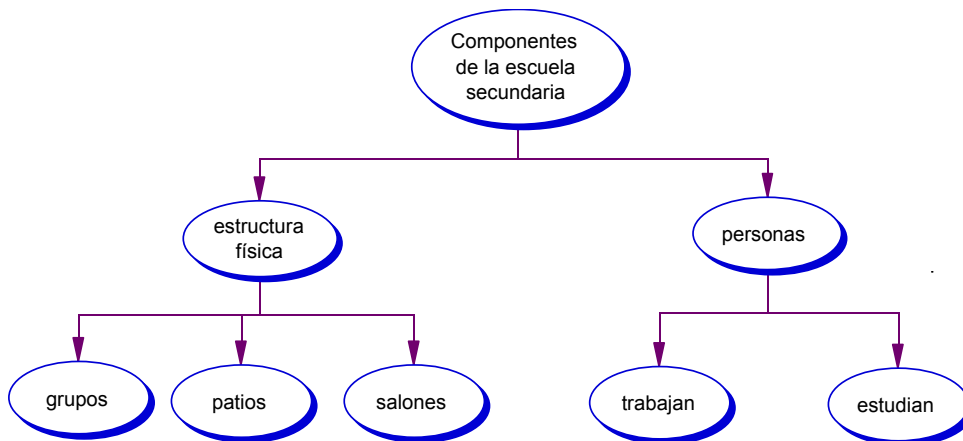 Componentes
de la escuela
secundaria
estructura
física
personas
grupos
patios
salones
trabajan
estudian